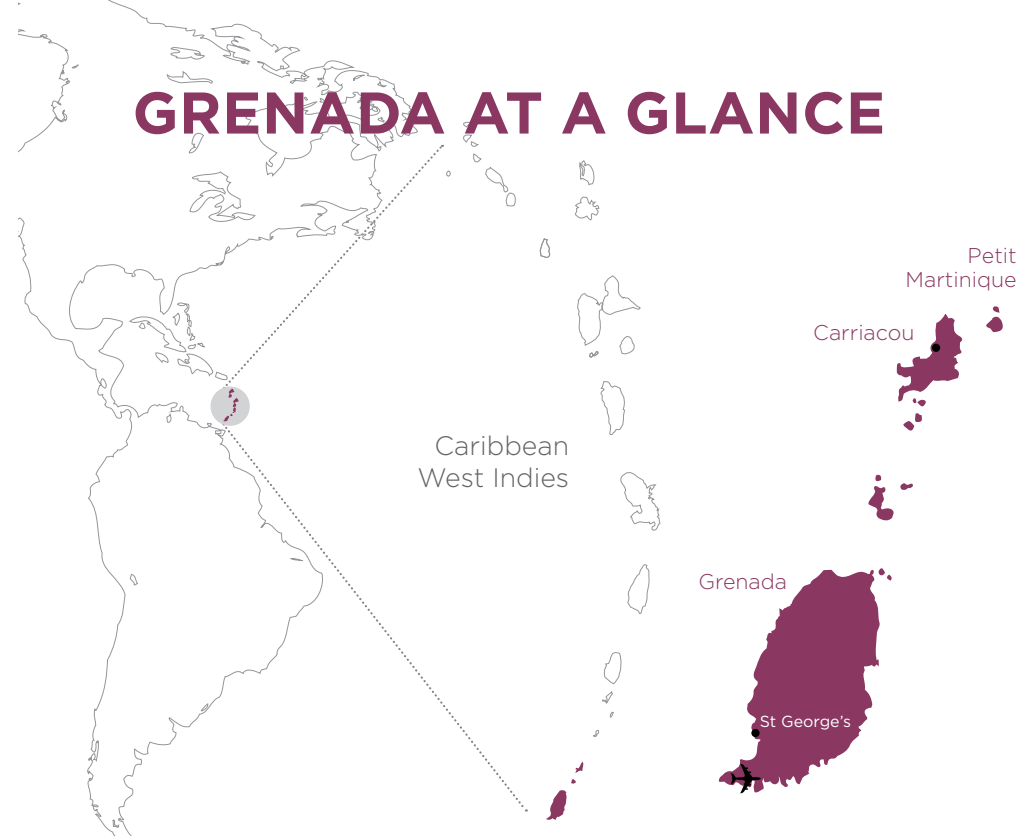 GRENADA AT A GLANCE
Petit
Martinique
Carriacou
Caribbean
West Indies
Grenada
St George's